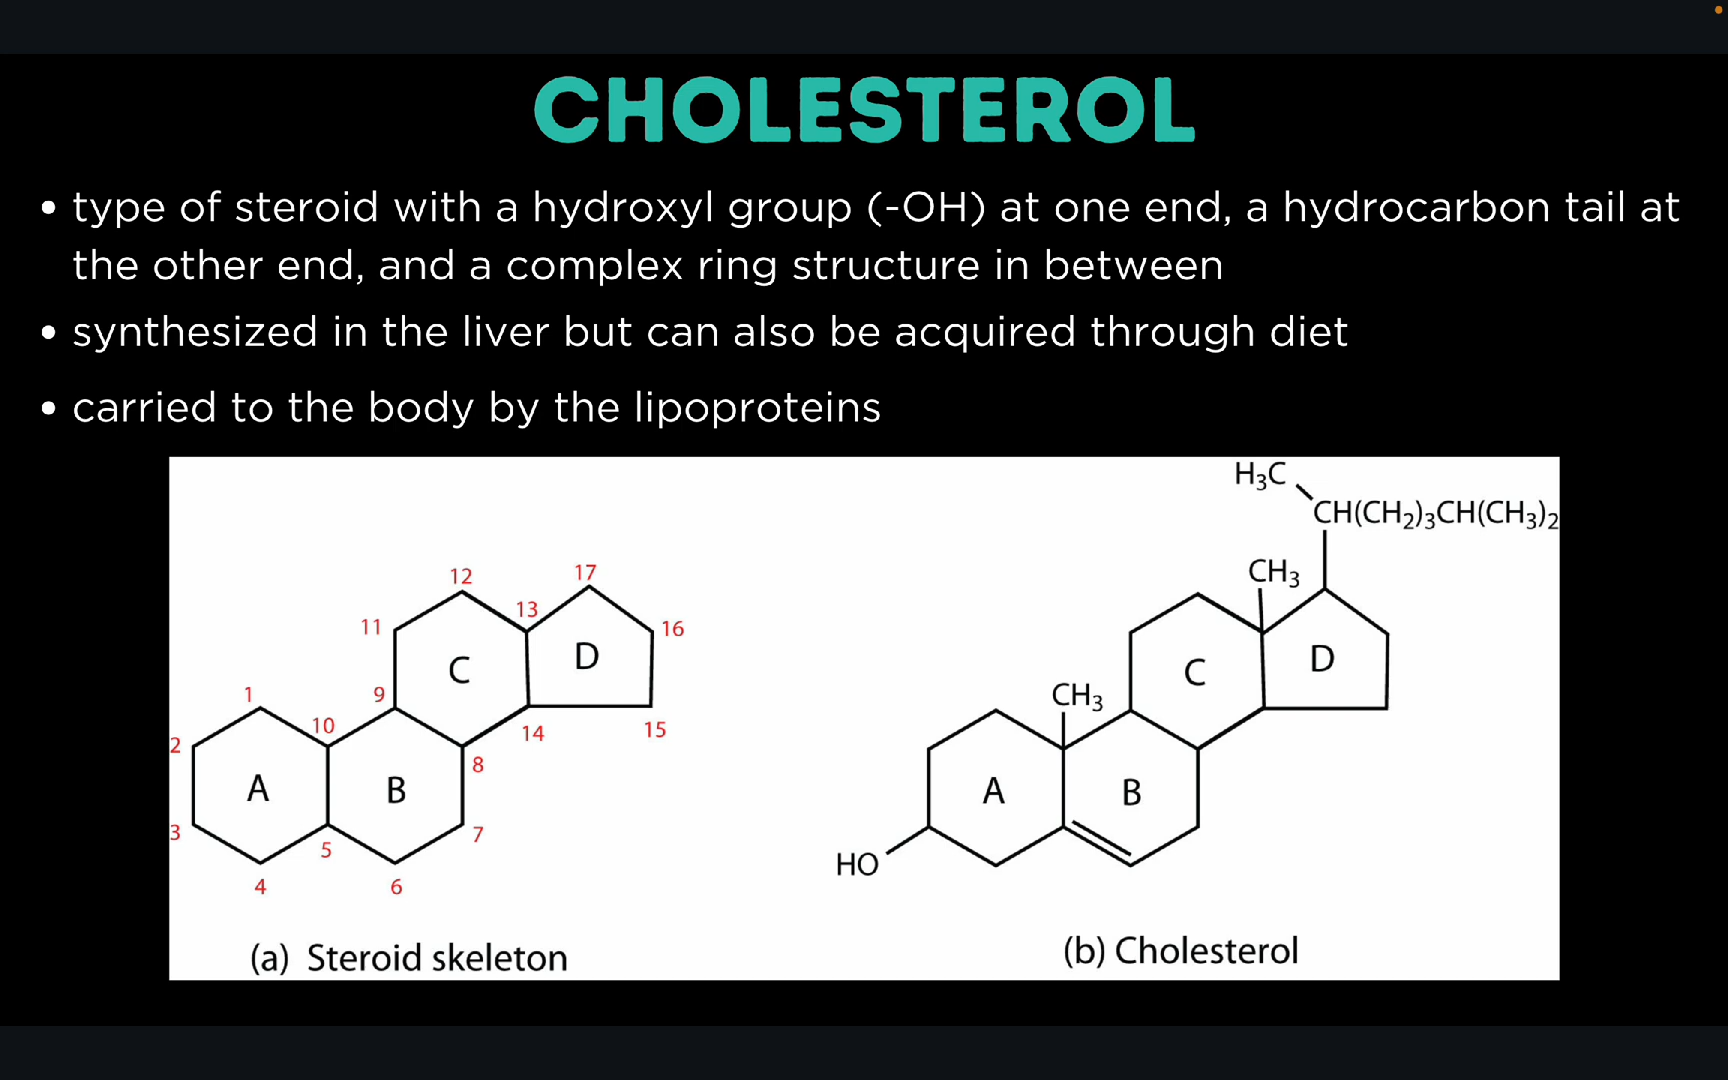 CHOLESTEROL
• type of steroid with a hydroxyl group (-OH) at one end, a hydrocarbon tail at
the other end, and a complex ring structure in between
• synthesized in the liver but can also be acquired through diet
• carried to the body by the lipoproteins
1
2
3
4
5
6
7
8
9
10
11
12
13
14
15
16
17
A
B
C
D
(a) Steroid skeleton
H₃C
CH(CH₂)₃CH(CH₃)₂
CH₃
CH₃
C
D
A
B
HO
(b) Cholesterol